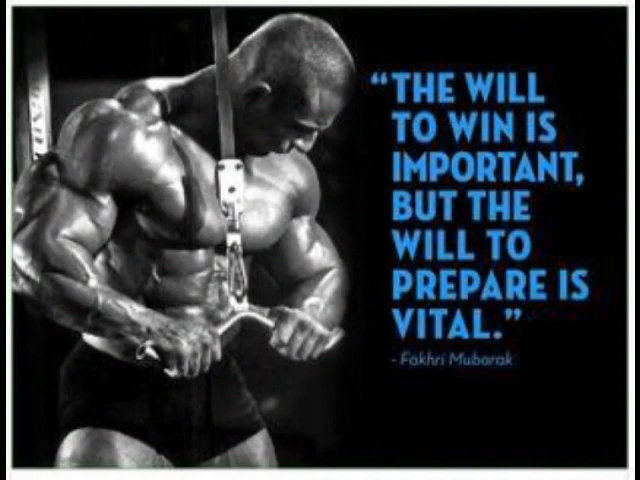 “THE WILL
TO WIN IS
IMPORTANT,
BUT THE
WILL TO
PREPARE IS
VITAL.”
- Fakhri Mubarak